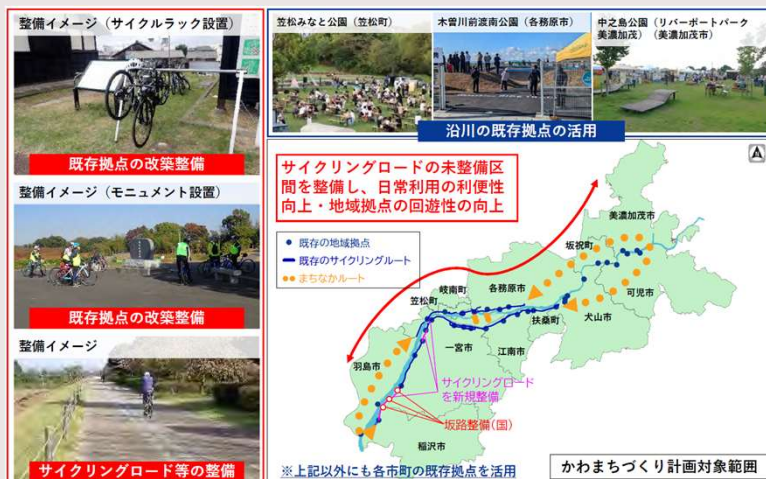 整備イメージ（サイクルラック設置）
既存拠点の改築整備
整備イメージ（モニュメント設置）
既存拠点の改築整備
整備イメージ
サイクリングロード等の整備
笠松みなと公園（笠松町）
木曽川前渡南公園（各務原市）
中之島公園（リバーポートパーク
美濃加茂）（美濃加茂市）
沿川の既存拠点の活用
サイクリングロードの未整備区
間を整備し、日常利用の利便性
向上・地域拠点の回遊性の向上
既存の地域拠点
既存のサイクリングルート
まちなかルート
美濃加茂市
坂祝町
各務原市
岐南町
笠松町
可児市
犬山市
扶桑町
一宮市
江南市
羽島市
サイクリングロード
を新規整備
坂路整備(国)
稲沢市
※上記以外にも各市町の既存拠点を活用
かわまちづくり計画対象範囲